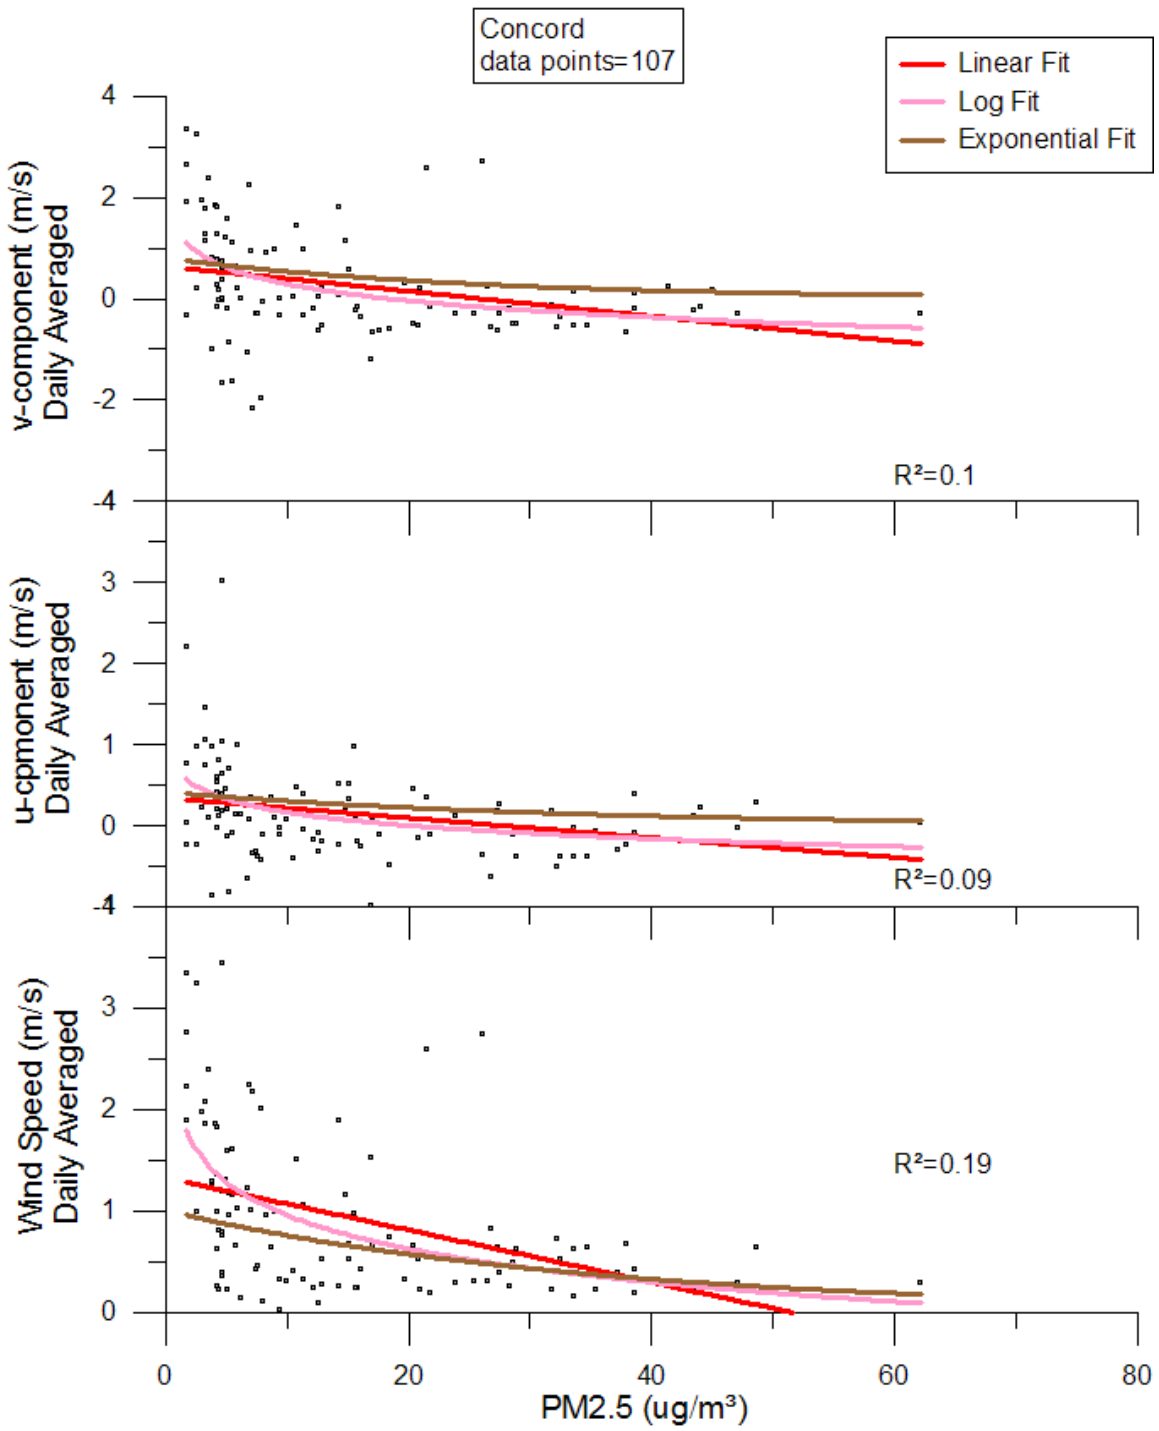 Concord
data points=107
Linear Fit
Log Fit
Exponential Fit
v-component (m/s)
Daily Averaged
4
2
0
-2
-4
R²=0.1
u-cpmonent (m/s)
Daily Averaged
3
2
1
0
-1
R²=0.09
Wind Speed (m/s)
Daily Averaged
3
2
1
0
R²=0.19
0
20
40
60
80
PM2.5 (ug/m³)